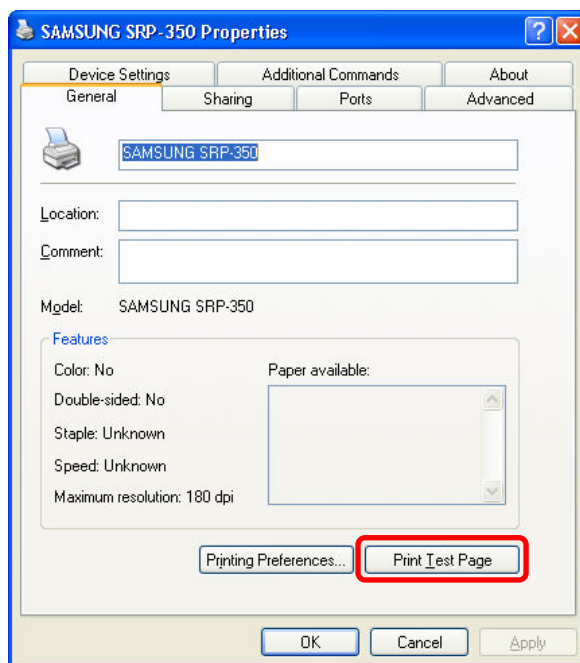 SAMSUNG SRP-350 Properties
Device Settings Additional Commands About
General Sharing Ports Advanced
SAMSUNG SRP-350
Location:
Comment:
Model: SAMSUNG SRP-350
Features
Color: No Paper available:
Double-sided: No
Staple: Unknown
Speed: Unknown
Maximum resolution: 180 dpi
Printing Preferences... Print Test Page
OK Cancel Apply